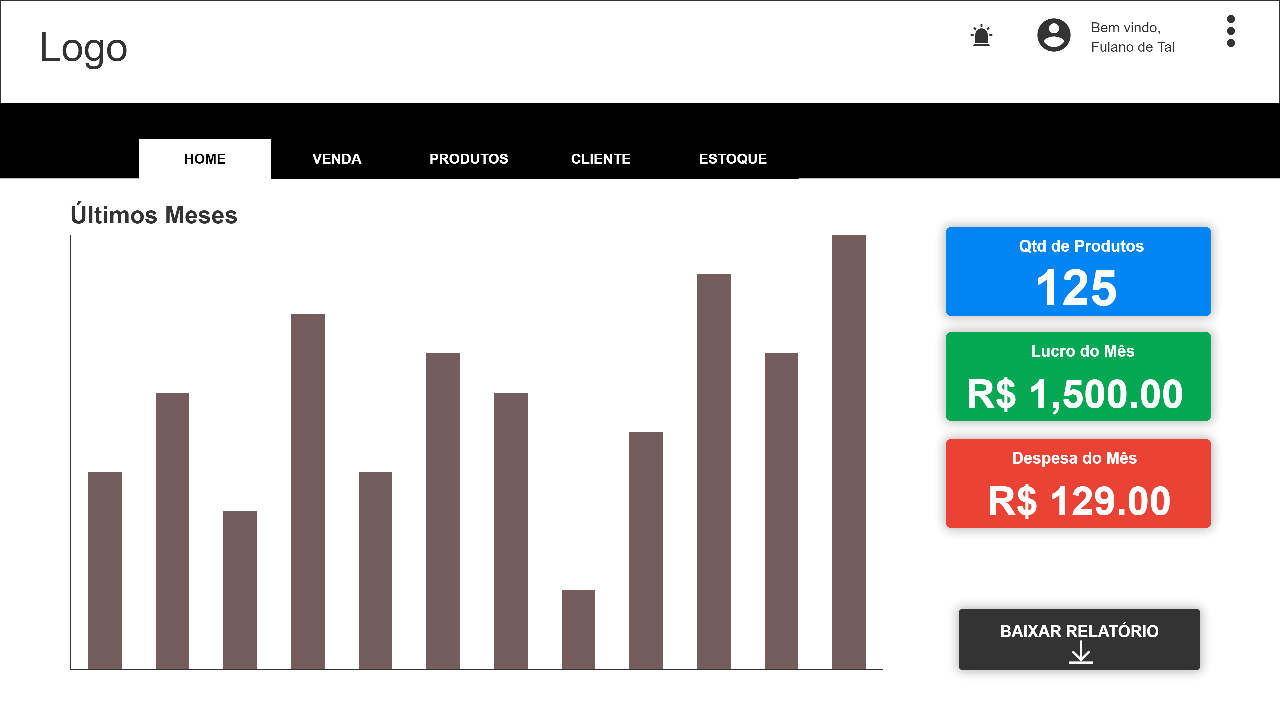 Logo
Bem vindo,
Fulano de Tal
HOME
VENDA
PRODUTOS
CLIENTE
ESTOQUE
Últimos Meses
Qtd de Produtos
125
Lucro do Mês
R$ 1,500.00
Despesa do Mês
R$ 129.00
BAIXAR RELATÓRIO